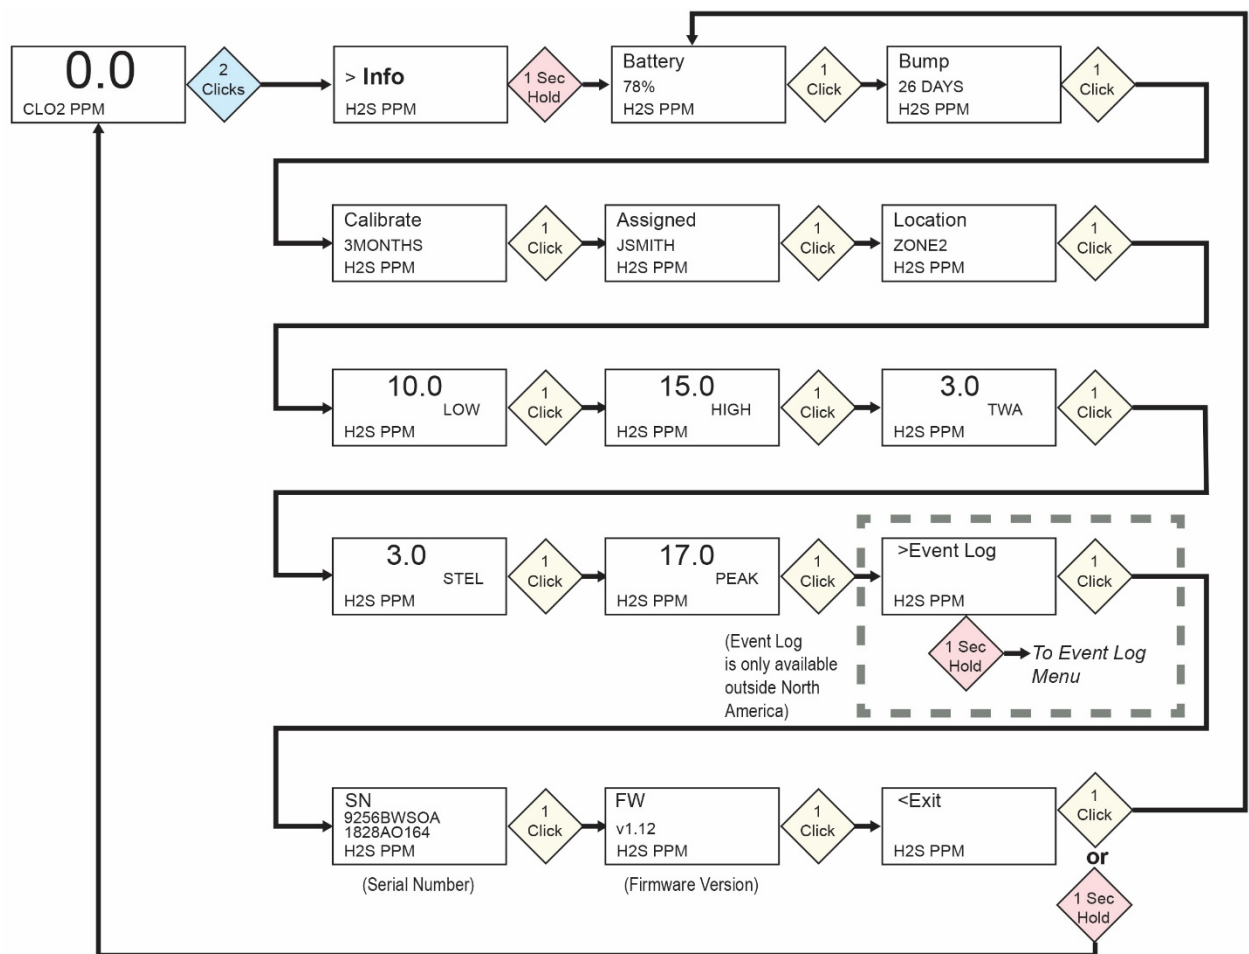 0.0
CLO2 PPM
2
Clicks
> Info
H2S PPM
1 Sec
Hold
Battery
78%
H2S PPM
1
Click
Bump
26 DAYS
H2S PPM
1
Click
Calibrate
3MONTHS
H2S PPM
1
Click
Assigned
JSMITH
H2S PPM
1
Click
Location
ZONE2
H2S PPM
1
Click
10.0
LOW
H2S PPM
1
Click
15.0
HIGH
H2S PPM
1
Click
3.0
TWA
H2S PPM
1
Click
3.0
STEL
H2S PPM
1
Click
17.0
PEAK
H2S PPM
1
Click
(Event Log
is only available
outside North
America)
>Event Log
H2S PPM
1
Click
1 Sec
Hold
To Event Log
Menu
SN
9256BWSOA
1828AO164
H2S PPM
(Serial Number)
1
Click
FW
v1.12
H2S PPM
(Firmware Version)
1
Click
<Exit
H2S PPM
1
Click
or
1 Sec
Hold